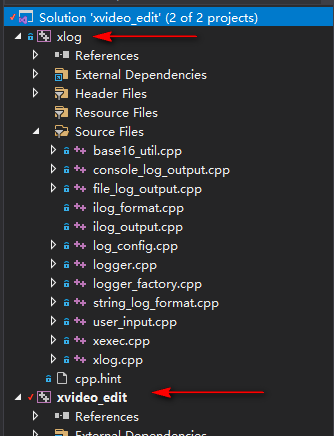 Solution 'xvideo_edit' (2 of 2 projects)
xlog
References
External Dependencies
Header Files
Resource Files
Source Files
base16_util.cpp
console_log_output.cpp
file_log_output.cpp
ilog_format.cpp
ilog_output.cpp
log_config.cpp
logger.cpp
logger_factory.cpp
string_log_format.cpp
user_input.cpp
xexec.cpp
xlog.cpp
cpp.hint
xvideo_edit
References
External Dependencies